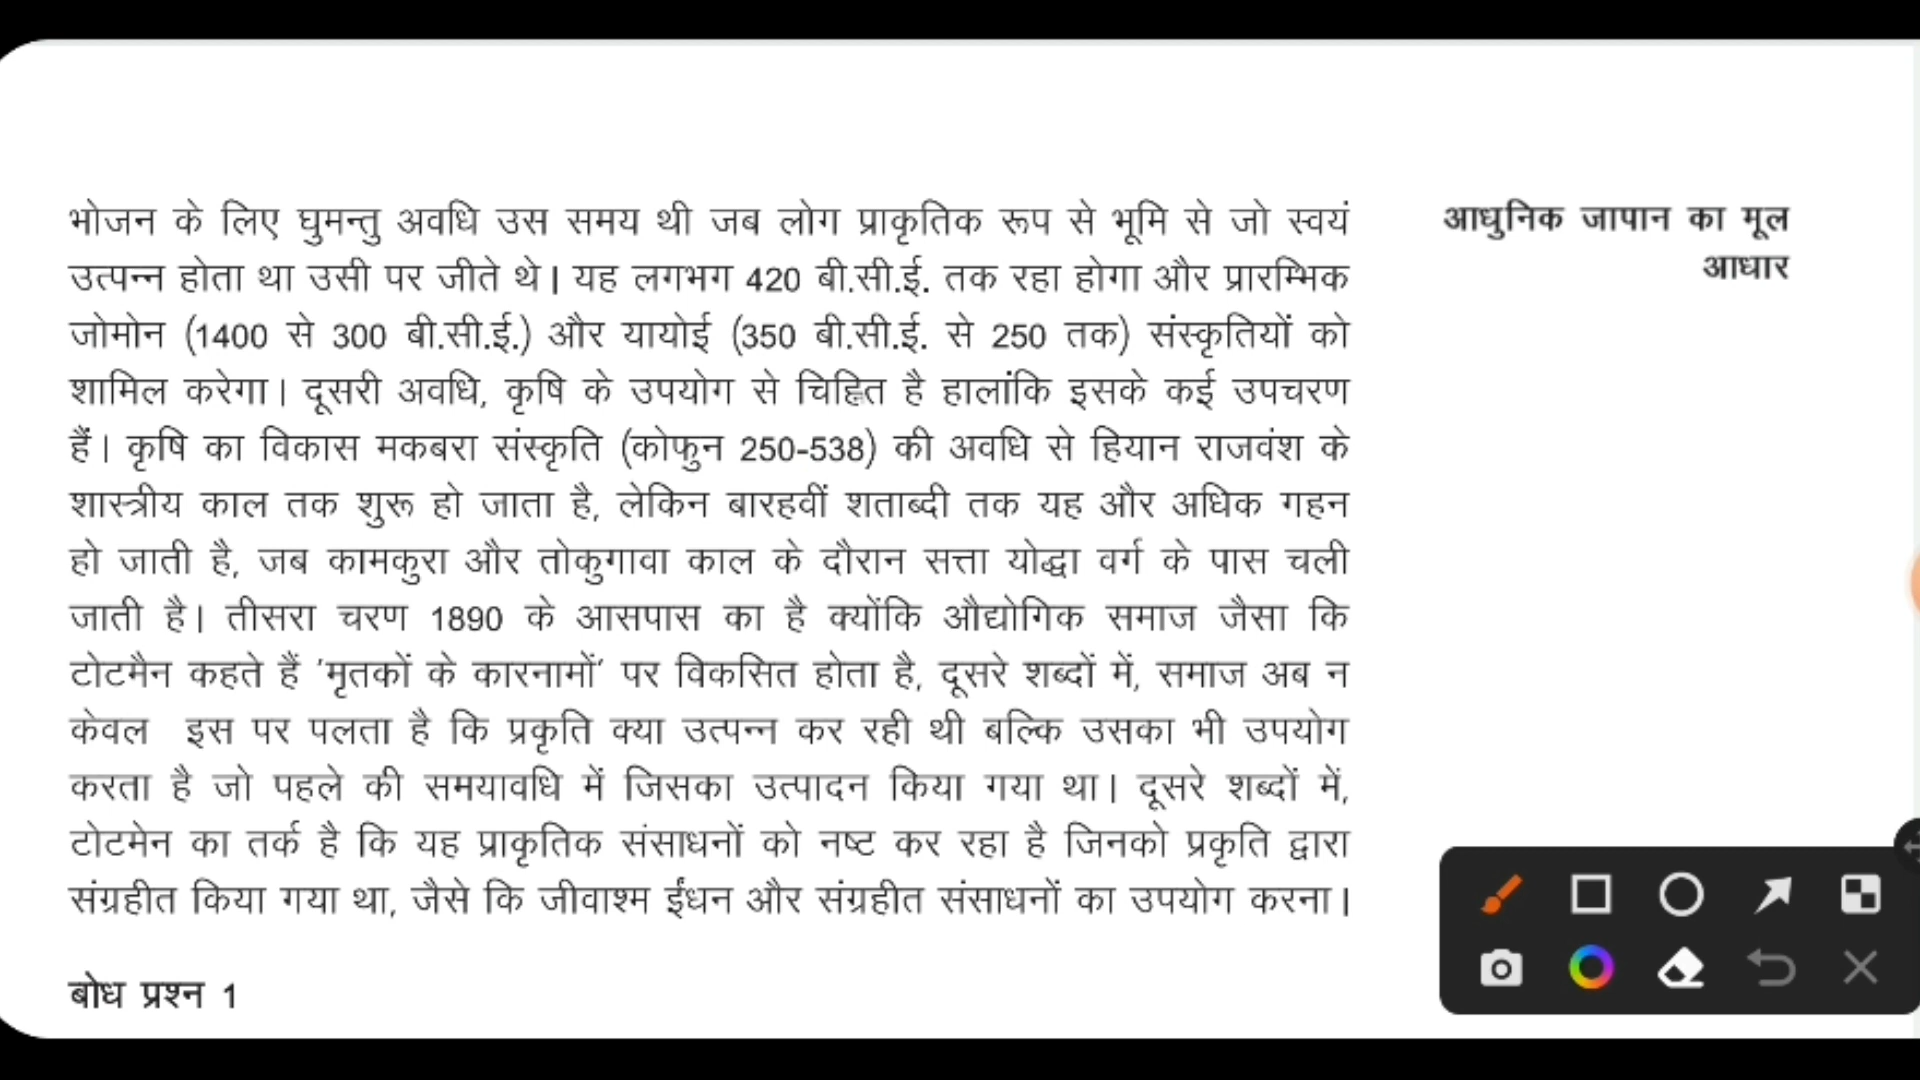 भोजन के लिए घुमन्तु अवधि उस समय थी जब लोग प्राकृतिक रूप से भूमि से जो स्वयं
उत्पन्न होता था उसी पर जीते थे। यह लगभग 420 बी.सी.ई. तक रहा होगा और प्रारम्भिक
जोमोन (1400 से 300 बी.सी.ई.) और यायोई (350 बी.सी.ई. से 250 तक) संस्कृतियों को
शामिल करेगा। दूसरी अवधि, कृषि के उपयोग से चिह्नित है हालांकि इसके कई उपचरण
हैं। कृषि का विकास मकबरा संस्कृति (कोफुन 250-538) की अवधि से हियान राजवंश के
शास्त्रीय काल तक शुरू हो जाता है, लेकिन बारहवीं शताब्दी तक यह और अधिक गहन
हो जाती है, जब कामकुरा और तोकुगावा काल के दौरान सत्ता योद्धा वर्ग के पास चली
जाती है। तीसरा चरण 1890 के आसपास का है क्योंकि औद्योगिक समाज जैसा कि
टोटमैन कहते हैं 'मृतकों के कारनामों' पर विकसित होता है, दूसरे शब्दों में, समाज अब न
केवल इस पर पलता है कि प्रकृति क्या उत्पन्न कर रही थी बल्कि उसका भी उपयोग
करता है जो पहले की समयावधि में जिसका उत्पादन किया गया था। दूसरे शब्दों में,
टोटमेन का तर्क है कि यह प्राकृतिक संसाधनों को नष्ट कर रहा है जिनको प्रकृति द्वारा
संग्रहीत किया गया था, जैसे कि जीवाश्म ईंधन और संग्रहीत संसाधनों का उपयोग करना।
बोध प्रश्न 1
आधुनिक जापान का मूल
आधार